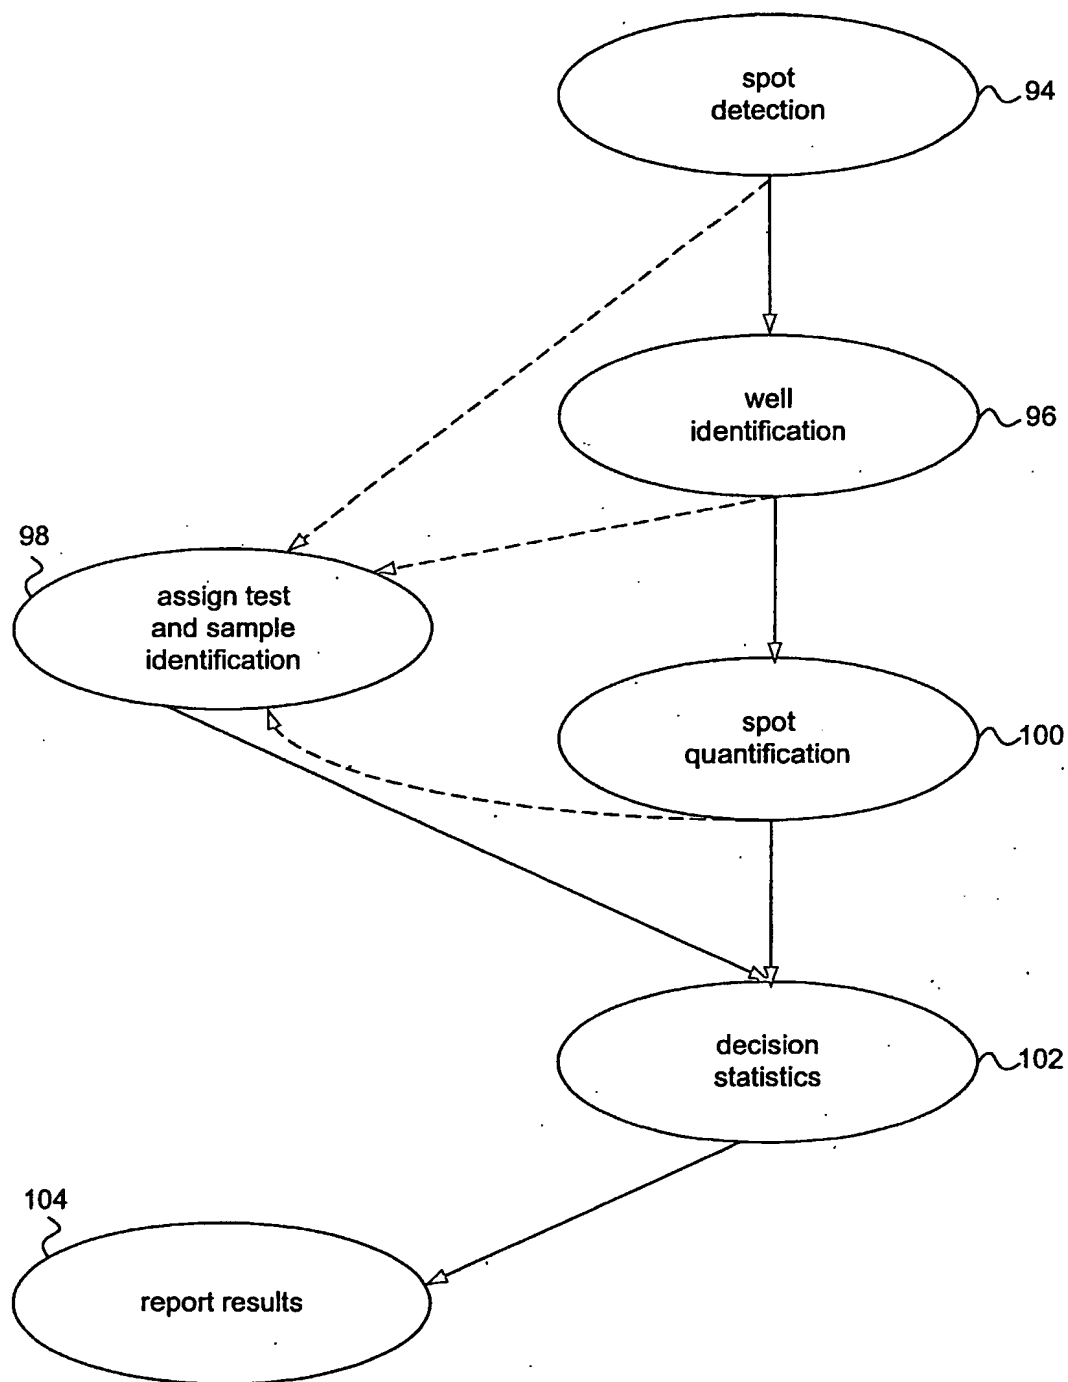 spot
detection
94
well
identification
96
98
assign test
and sample
identification
spot
quantification
100
decision
statistics
102
104
report results